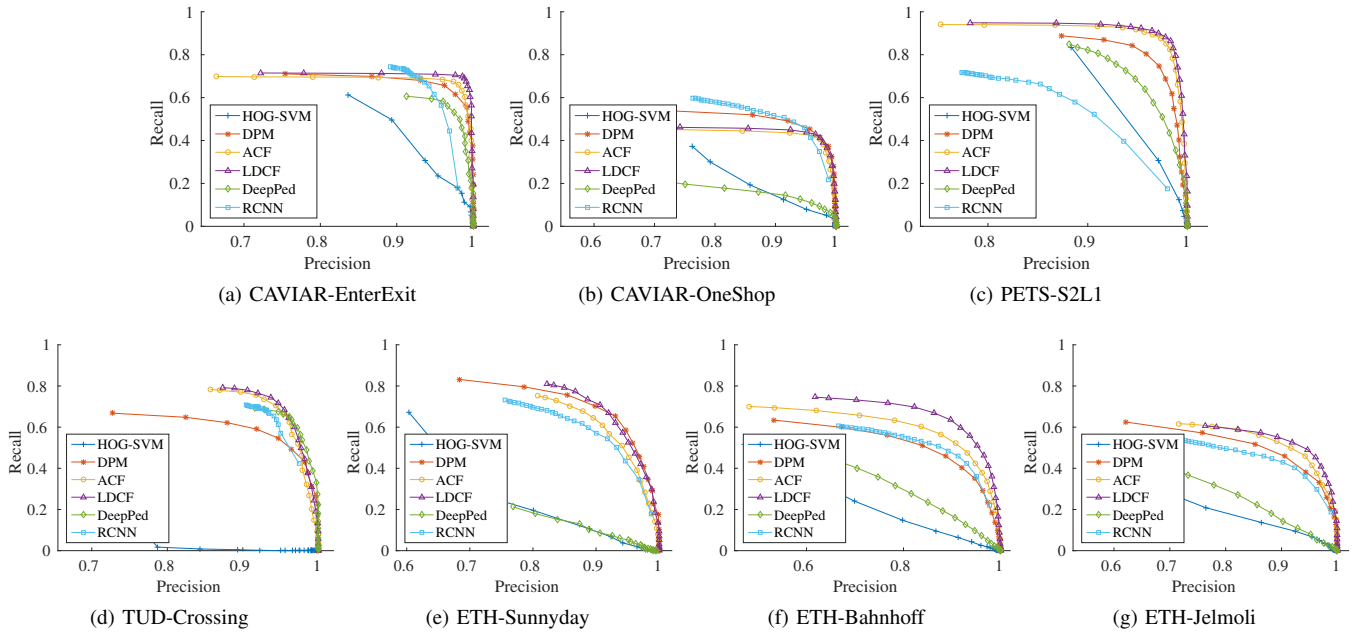 1
0.8
0.6
0.4
0.2
0
Recall
HOG-SVM
DPM
ACF
LDCF
DeepPed
RCNN
0.7 0.8 0.9 1
Precision
(a) CAVIAR-EnterExit
1
0.8
0.6
0.4
0.2
0
Recall
HOG-SVM
DPM
ACF
LDCF
DeepPed
RCNN
0.6 0.7 0.8 0.9 1
Precision
(b) CAVIAR-OneShop
1
0.8
0.6
0.4
0.2
0
Recall
HOG-SVM
DPM
ACF
LDCF
DeepPed
RCNN
0.8 0.9 1
Precision
(c) PETS-S2L1
1
0.8
0.6
0.4
0.2
0
Recall
HOG-SVM
DPM
ACF
LDCF
DeepPed
RCNN
0.7 0.8 0.9 1
Precision
(d) TUD-Crossing
1
0.8
0.6
0.4
0.2
0
Recall
HOG-SVM
DPM
ACF
LDCF
DeepPed
RCNN
0.6 0.7 0.8 0.9 1
Precision
(e) ETH-Sunnyday
1
0.8
0.6
0.4
0.2
0
Recall
HOG-SVM
DPM
ACF
LDCF
DeepPed
RCNN
0.5 0.6 0.7 0.8 0.9 1
Precision
(f) ETH-Bahnhoff
1
0.8
0.6
0.4
0.2
0
Recall
HOG-SVM
DPM
ACF
LDCF
DeepPed
RCNN
0.6 0.7 0.8 0.9 1
Precision
(g) ETH-Jelmoli